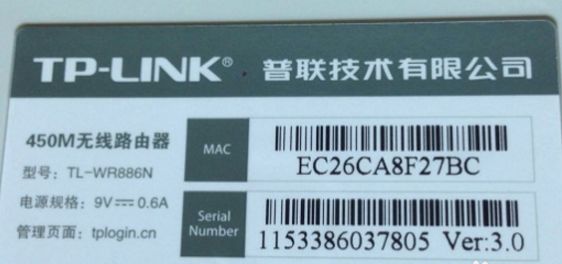 TP-LINK® 普联技术有限公司
450M无线路由器
型号：TL-WR886N
电源规格：9V⎓0.6A
管理页面：tplogin.cn
MAC
EC26CA8F27BC
Serial
Number
1153386037805 Ver:3.0